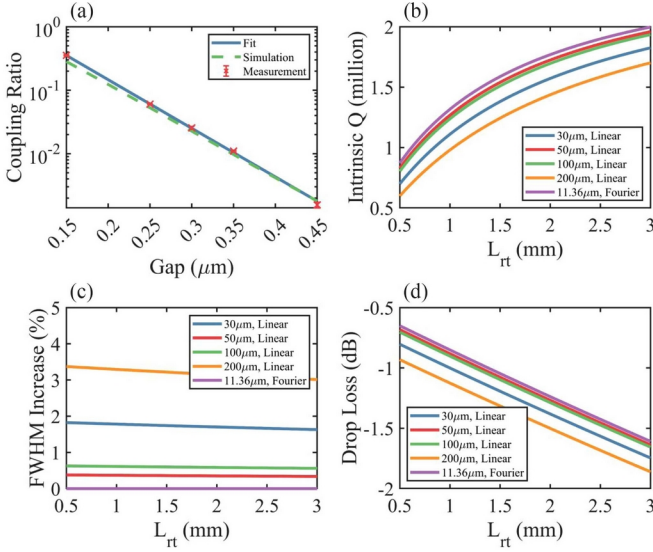 (a)
10^0
10^-1
10^-2
Coupling Ratio
Fit
Simulation
Measurement
0.15
0.2
0.25
0.3
0.35
0.4
0.45
Gap (μm)
(b)
2
1.5
1
0.5
Intrinsic Q (million)
30μm, Linear
50μm, Linear
100μm, Linear
200μm, Linear
11.36μm, Fourier
0.5 1 1.5 2 2.5 3
L_rt (mm)
(c)
5
4
3
2
1
0
FWHM Increase (%)
30μm, Linear
50μm, Linear
100μm, Linear
200μm, Linear
11.36μm, Fourier
0.5 1 1.5 2 2.5 3
L_rt (mm)
(d)
-0.5
-1
-1.5
-2
Drop Loss (dB)
30μm, Linear
50μm, Linear
100μm, Linear
200μm, Linear
11.36μm, Fourier
0.5 1 1.5 2 2.5 3
L_rt (mm)